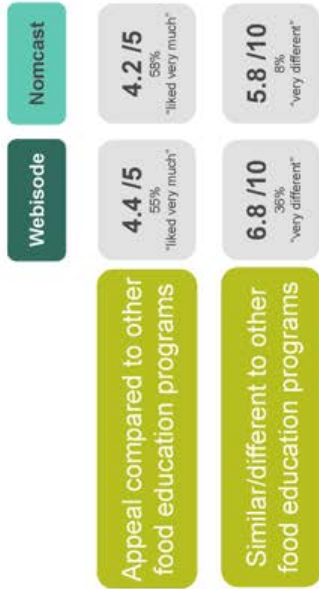 Webisode
Nomcast
Appeal compared to other
food education programs
4.4 /5
55%
"liked very much"
4.2 /5
58%
"liked very much"
Similar/different to other
food education programs
6.8 /10
36%
"very different"
5.8 /10
8%
"very different"